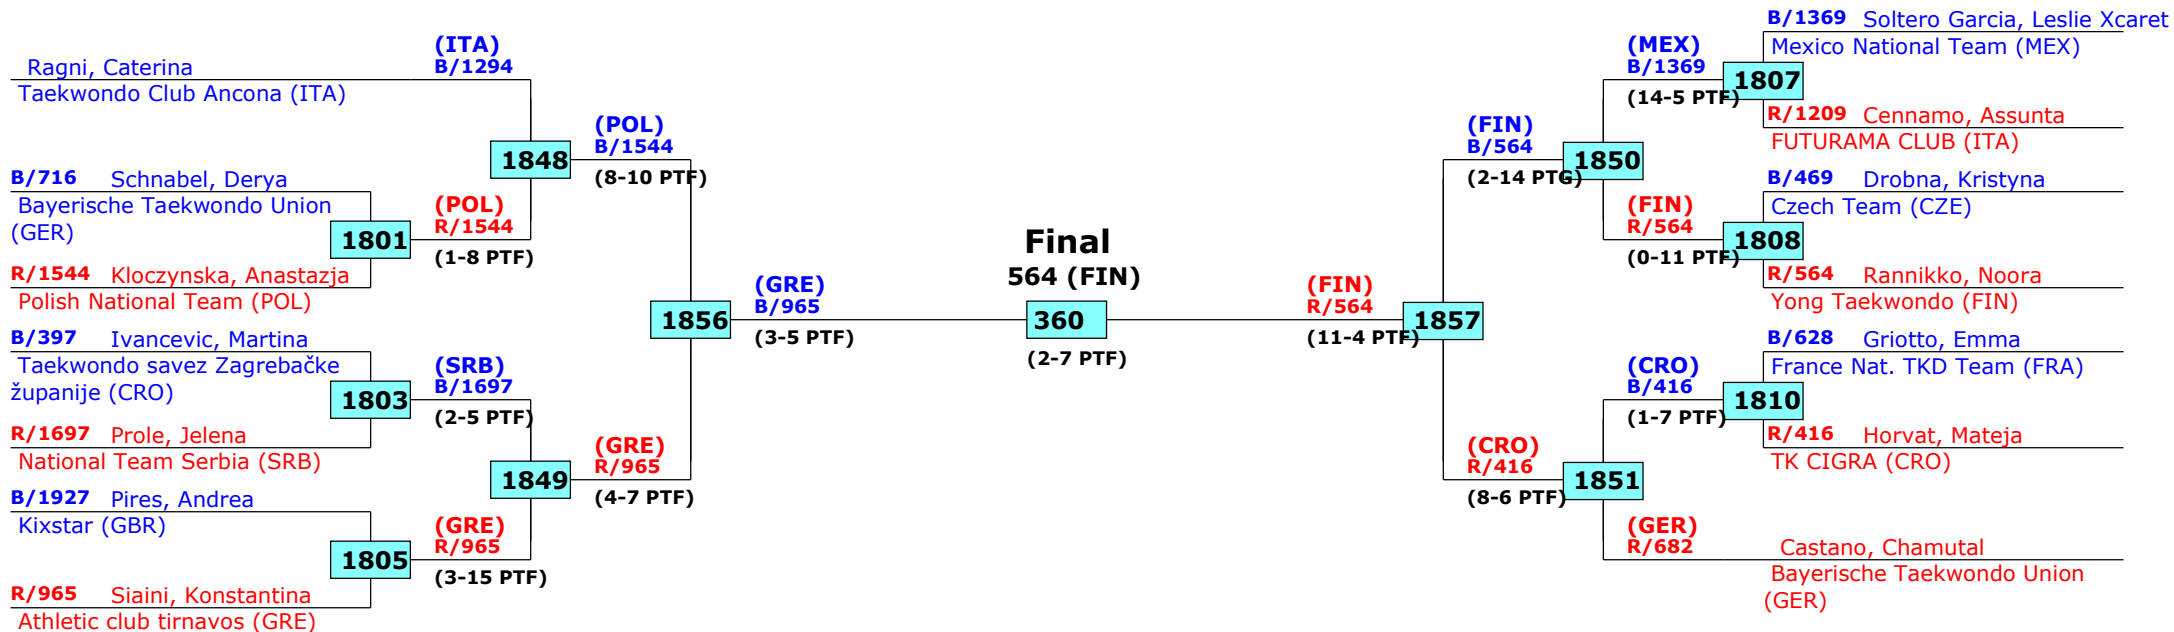 Ragni, Caterina
Taekwondo Club Ancona (ITA)
B/716 Schnabel, Derya
Bayerische Taekwondo Union
(GER)
1801
R/1544 Kloczynska, Anastazja
Polish National Team (POL)
B/397 Ivancevic, Martina
Taekwondo savez Zagrebačke
županije (CRO)
1803
R/1697 Prole, Jelena
National Team Serbia (SRB)
B/1927 Pires, Andrea
Kixstar (GBR)
1805
R/965 Siaini, Konstantina
Athletic club tirnavos (GRE)
(ITA)
B/1294
1848
(POL)
R/1544
(1-8 PTF)
(SRB)
B/1697
(2-5 PTF)
1849
(GRE)
R/965
(3-15 PTF)
(POL)
B/1544
(8-10 PTF)
1856
(GRE)
R/965
(4-7 PTF)
(GRE)
B/965
(3-5 PTF)
Final
564 (FIN)
360
(2-7 PTF)
(FIN)
R/564
(11-4 PTF)
1857
(FIN)
B/564
(2-14 PTG)
1850
(CRO)
R/416
(8-6 PTF)
1851
(MEX)
B/1369
(14-5 PTF)
1807
(FIN)
R/564
(0-11 PTF)
1808
(CRO)
B/416
(1-7 PTF)
1810
(GER)
R/682
B/1369 Soltero Garcia, Leslie Xcaret
Mexico National Team (MEX)
R/1209 Cennamo, Assunta
FUTURAMA CLUB (ITA)
B/469 Drobna, Kristyna
Czech Team (CZE)
R/564 Rannikko, Noora
Yong Taekwondo (FIN)
B/628 Griotto, Emma
France Nat. TKD Team (FRA)
R/416 Horvat, Mateja
TK CIGRA (CRO)
Castano, Chamutal
Bayerische Taekwondo Union
(GER)